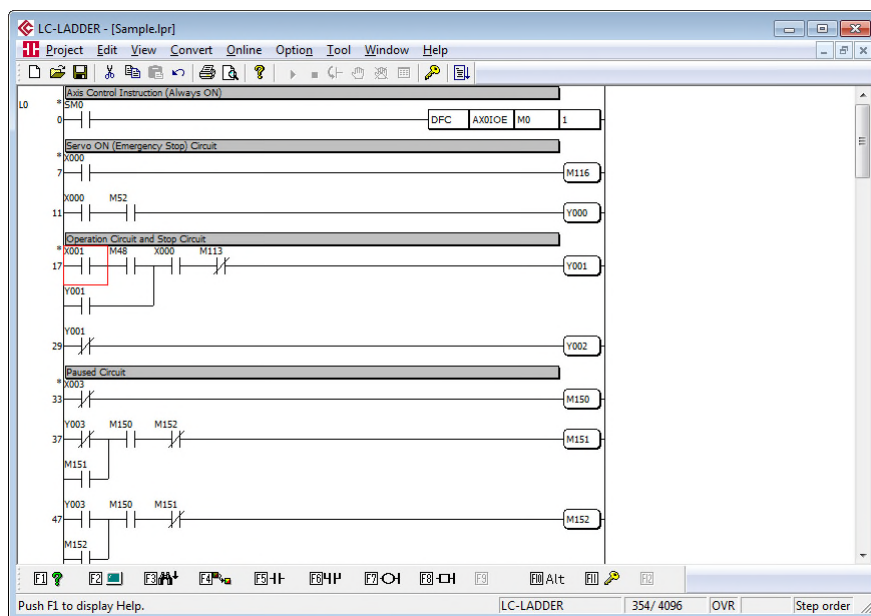 LC-LADDER - [Sample.lpr]
Project Edit View Convert Online Option Tool Window Help
Axis Control Instruction (Always ON)
L0 * SM0
0 DFC AX0IOE M0 1
Servo ON (Emergency Stop) Circuit
* X000
7 M116
X000 M52
11 Y000
Operation Circuit and Stop Circuit
* X001 M48 X000 M113
17 Y001
Y001
Y001
29 Y002
Paused Circuit
* X003
33 M150
Y003 M150 M152
37 M151
M151
Y003 M150 M151
47 M152
M152
F1 F2 F3 F4 F5 F6 F7 F8 F9 F10 Alt F11 F12
Push F1 to display Help. LC-LADDER 354/ 4096 OVR Step order